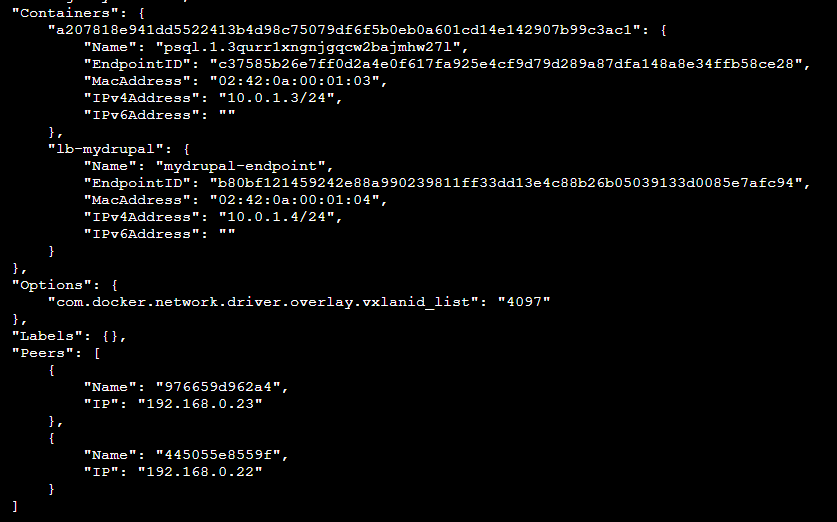 "Containers": {
"a207818e941dd5522413b4d98c75079df6f5b0eb0a601cd14e142907b99c3ac1": {
"Name": "psql.1.3qurr1xngnjgqcw2bajmhw27l",
"EndpointID": "c37585b26e7ff0d2a4e0f617fa925e4cf9d79d289a87dfa148a8e34ffb58ce28",
"MacAddress": "02:42:0a:00:01:03",
"IPv4Address": "10.0.1.3/24",
"IPv6Address": ""
},
"lb-mydrupal": {
"Name": "mydrupal-endpoint",
"EndpointID": "b80bf121459242e88a990239811ff33dd13e4c88b26b05039133d0085e7afc94",
"MacAddress": "02:42:0a:00:01:04",
"IPv4Address": "10.0.1.4/24",
"IPv6Address": ""
}
},
"Options": {
"com.docker.network.driver.overlay.vxlanid_list": "4097"
},
"Labels": {},
"Peers": [
{
"Name": "976659d962a4",
"IP": "192.168.0.23"
},
{
"Name": "445055e8559f",
"IP": "192.168.0.22"
}
]